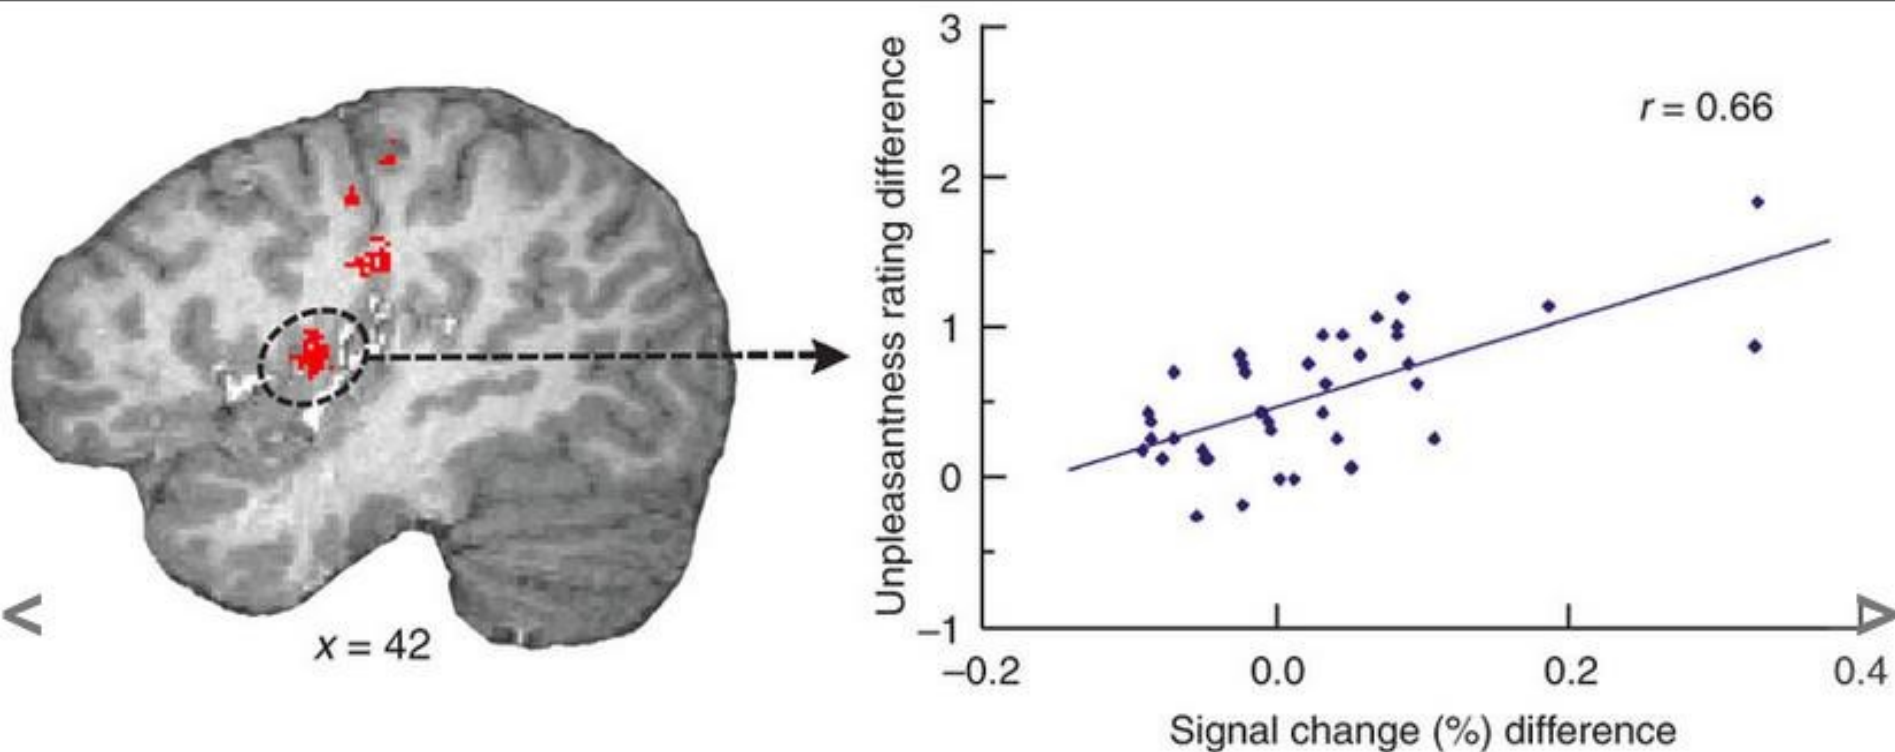 x = 42
Unpleasantness rating difference
3
2
1
0
–1
r = 0.66
–0.2
0.0
0.2
0.4
Signal change (%) difference